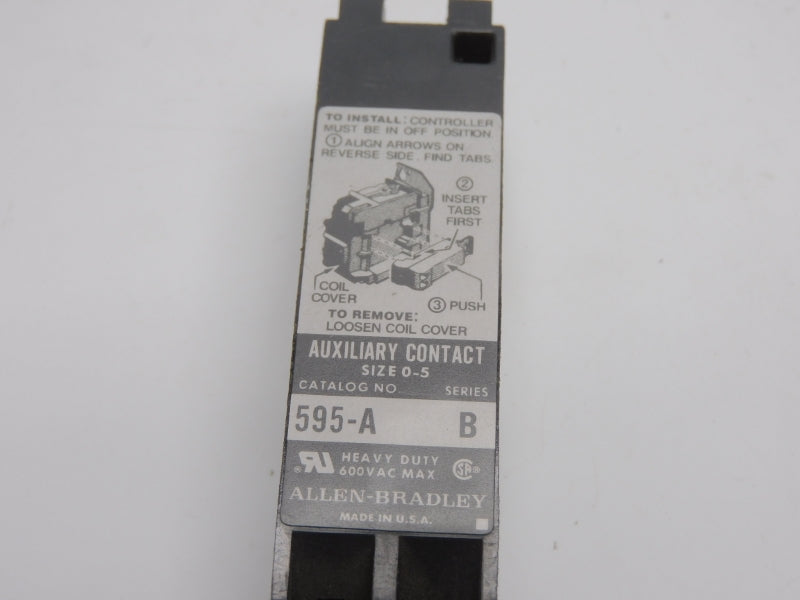 TO INSTALL: CONTROLLER
MUST BE IN OFF POSITION
① ALIGN ARROWS ON
REVERSE SIDE. FIND TABS
②
INSERT
TABS
FIRST
COIL
COVER
③ PUSH
TO REMOVE:
LOOSEN COIL COVER
AUXILIARY CONTACT
SIZE 0-5
CATALOG NO. SERIES
595-A B
HEAVY DUTY
600VAC MAX
ALLEN-BRADLEY
MADE IN U.S.A.